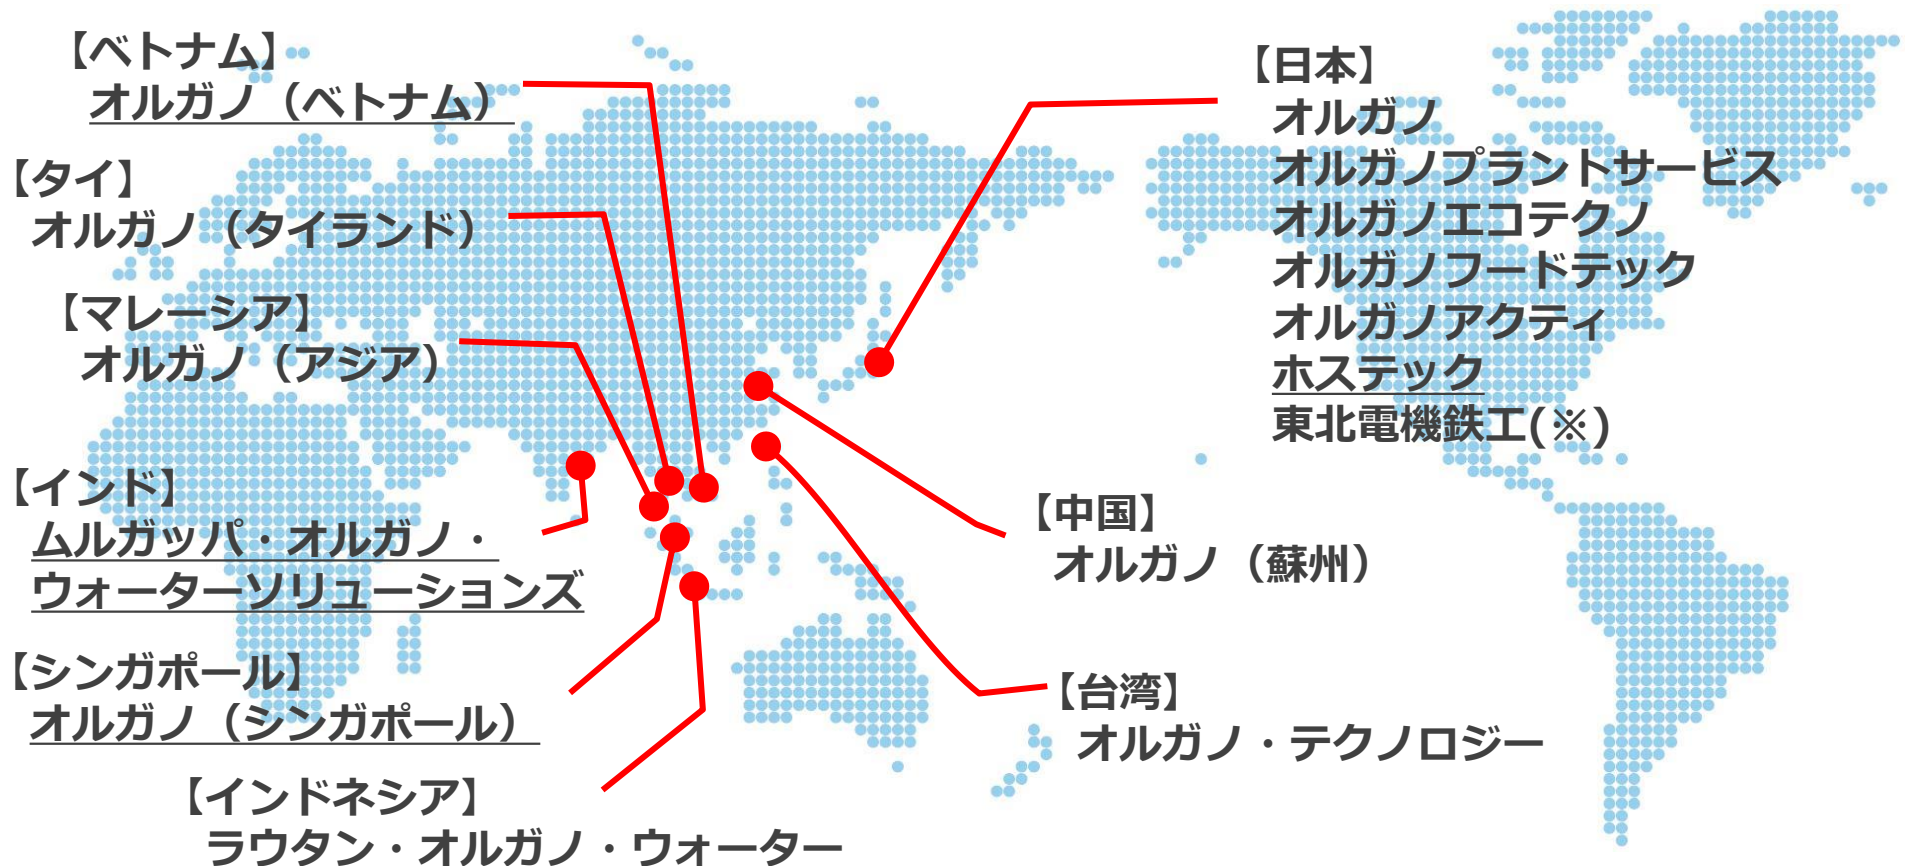 【ベトナム】
オルガノ（ベトナム）
【タイ】
オルガノ（タイランド）
【マレーシア】
オルガノ（アジア）
【インド】
ムルガッパ・オルガノ・
ウォーターソリューションズ
【シンガポール】
オルガノ（シンガポール）
【インドネシア】
ラウタン・オルガノ・ウォーター
【日本】
オルガノ
オルガノプラントサービス
オルガノエコテクノ
オルガノフードテック
オルガノアクティ
ホステック
東北電機鉄工(※)
【中国】
オルガノ（蘇州）
【台湾】
オルガノ・テクノロジー